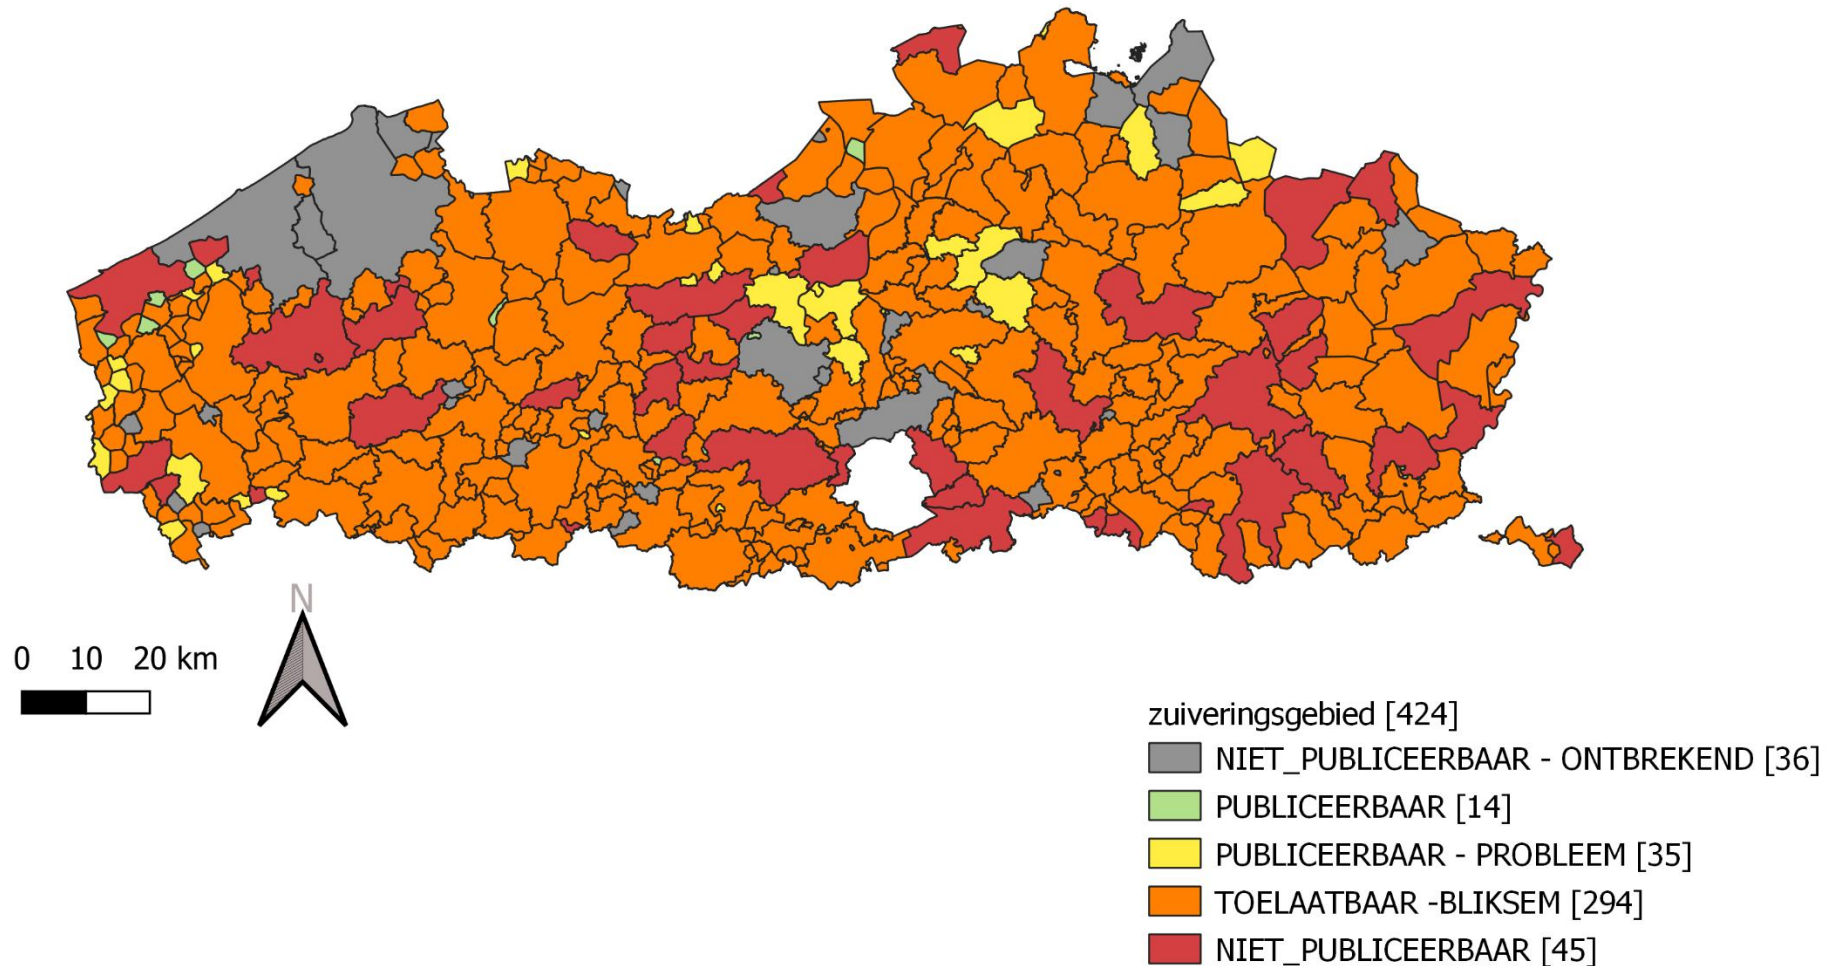 N
0 10 20 km
zuiveringsgebied [424]
NIET_PUBLICEERBAAR - ONTBREKEND [36]
PUBLICEERBAAR [14]
PUBLICEERBAAR - PROBLEEM [35]
TOELAATBAAR -BLIKSEM [294]
NIET_PUBLICEERBAAR [45]